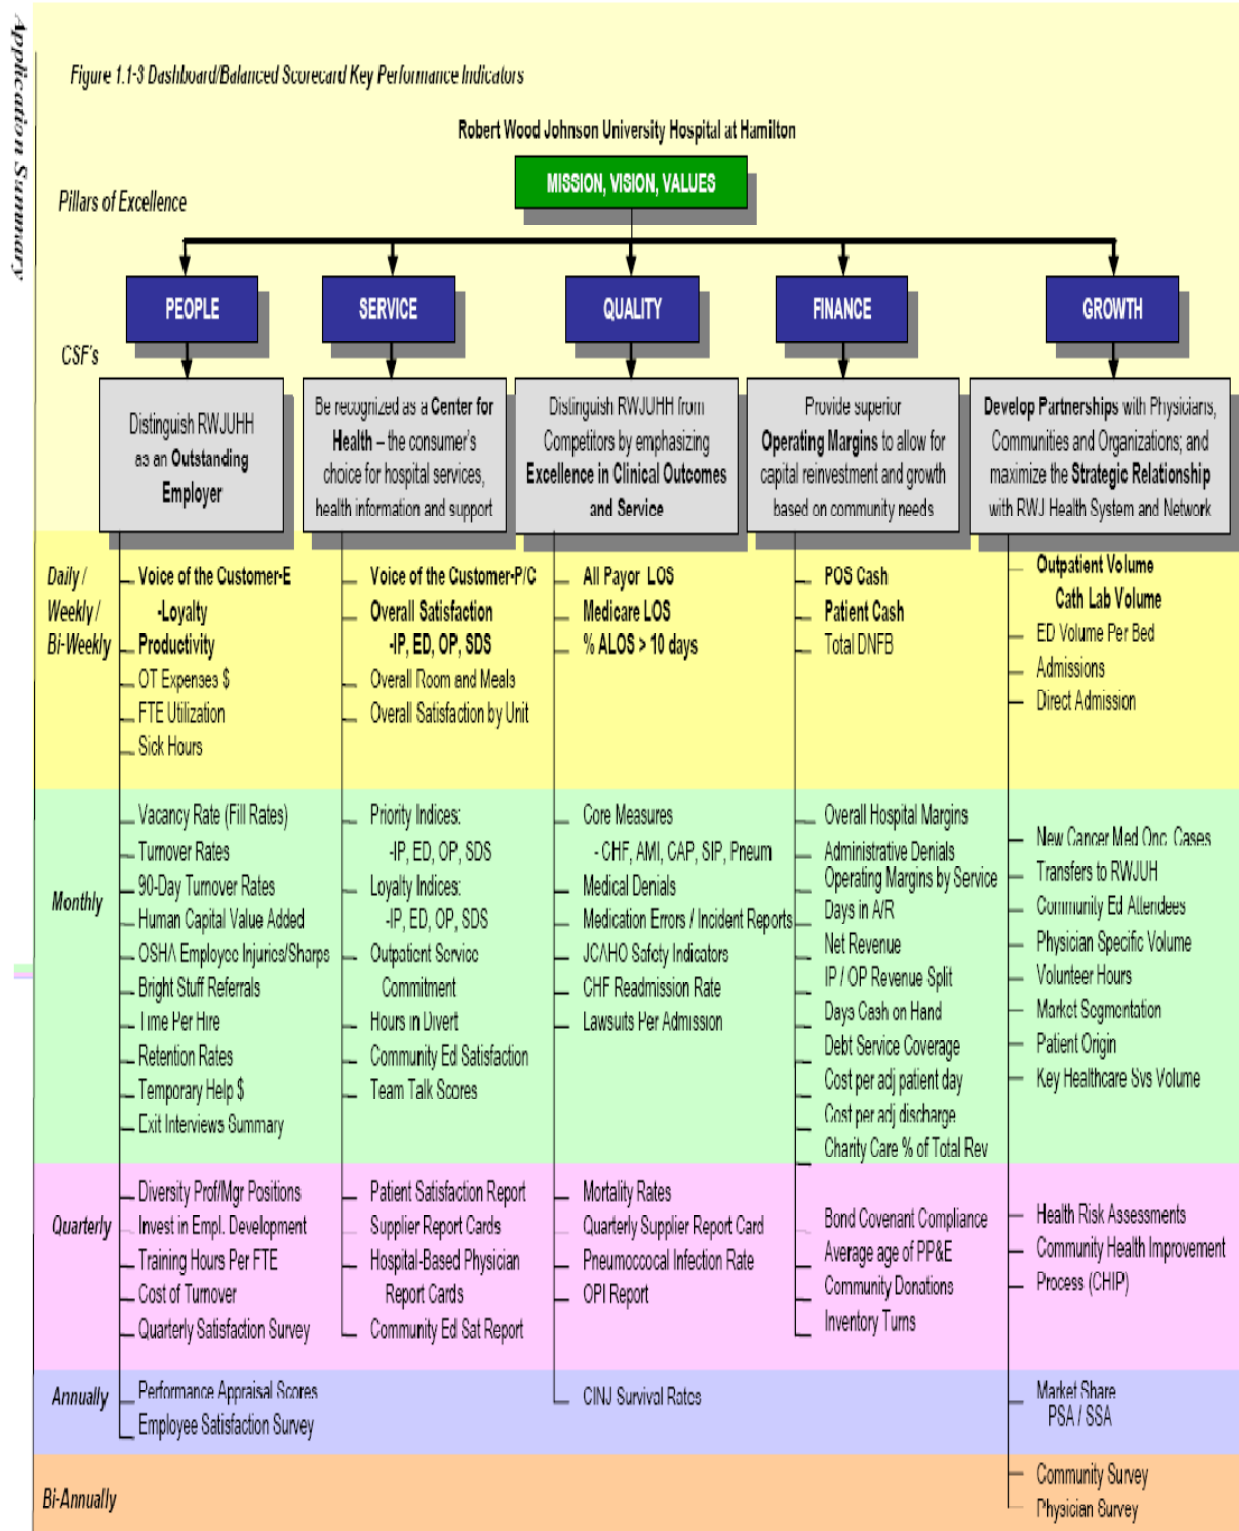 Application Summary
Figure 1.1-3 Dashboard/Balanced Scorecard Key Performance Indicators
Robert Wood Johnson University Hospital at Hamilton
MISSION, VISION, VALUES
Pillars of Excellence
PEOPLE
SERVICE
QUALITY
FINANCE
GROWTH
CSF's
Distinguish RWJUHH
as an Outstanding
Employer
Be recognized as a Center for
Health – the consumer's
choice for hospital services,
health information and support
Distinguish RWJUHH from
Competitors by emphasizing
Excellence in Clinical Outcomes
and Service
Provide superior
Operating Margins to allow for
capital reinvestment and growth
based on community needs
Develop Partnerships with Physicians,
Communities and Organizations; and
maximize the Strategic Relationship
with RWJ Health System and Network
Daily /
Weekly /
Bi-Weekly
Voice of the Customer-E
-Loyalty
Productivity
OT Expenses $
FTE Utilization
Sick Hours
Voice of the Customer-P/C
Overall Satisfaction
-IP, ED, OP, SDS
Overall Room and Meals
Overall Satisfaction by Unit
All Payor LOS
Medicare LOS
% ALOS > 10 days
POS Cash
Patient Cash
Total DNFB
Outpatient Volume
Cath Lab Volume
ED Volume Per Bed
Admissions
Direct Admission
Monthly
Vacancy Rate (Fill Rates)
Turnover Rates
90-Day Turnover Rates
Human Capital Value Added
OSHA Employee Injuries/Sharps
Bright Stuff Referrals
Time Per Hire
Retention Rates
Temporary Help $
Exit Interviews Summary
Priority Indices:
-IP, ED, OP, SDS
Loyalty Indices:
-IP, ED, OP, SDS
Outpatient Service
Commitment
Hours in Divert
Community Ed Satisfaction
Team Talk Scores
Core Measures
- CHF, AMI, CAP, SIP, Pneum
Medical Denials
Medication Errors / Incident Reports
JCAHO Safety Indicators
CHF Readmission Rate
Lawsuits Per Admission
Overall Hospital Margins
Administrative Denials
Operating Margins by Service
Days in A/R
Net Revenue
IP / OP Revenue Split
Days Cash on Hand
Debt Service Coverage
Cost per adj patient day
Cost per adj discharge
Charity Care % of Total Rev
New Cancer Med Onc. Cases
Transfers to RWJUH
Community Ed Attendees
Physician Specific Volume
Volunteer Hours
Market Segmentation
Patient Origin
Key Healthcare Svs Volume
Quarterly
Diversity Prof/Mgr Positions
Invest in Empl. Development
Training Hours Per FTE
Cost of Turnover
Quarterly Satisfaction Survey
Patient Satisfaction Report
Supplier Report Cards
Hospital-Based Physician
Report Cards
Community Ed Sat Report
Mortality Rates
Quarterly Supplier Report Card
Pneumoccocal Infection Rate
OPI Report
Bond Covenant Compliance
Average age of PP&E
Community Donations
Inventory Turns
Health Risk Assessments
Community Health Improvement
Process (CHIP)
Annually
Performance Appraisal Scores
Employee Satisfaction Survey
CINJ Survival Rates
Market Share
PSA / SSA
Bi-Annually
Community Survey
Physician Survey